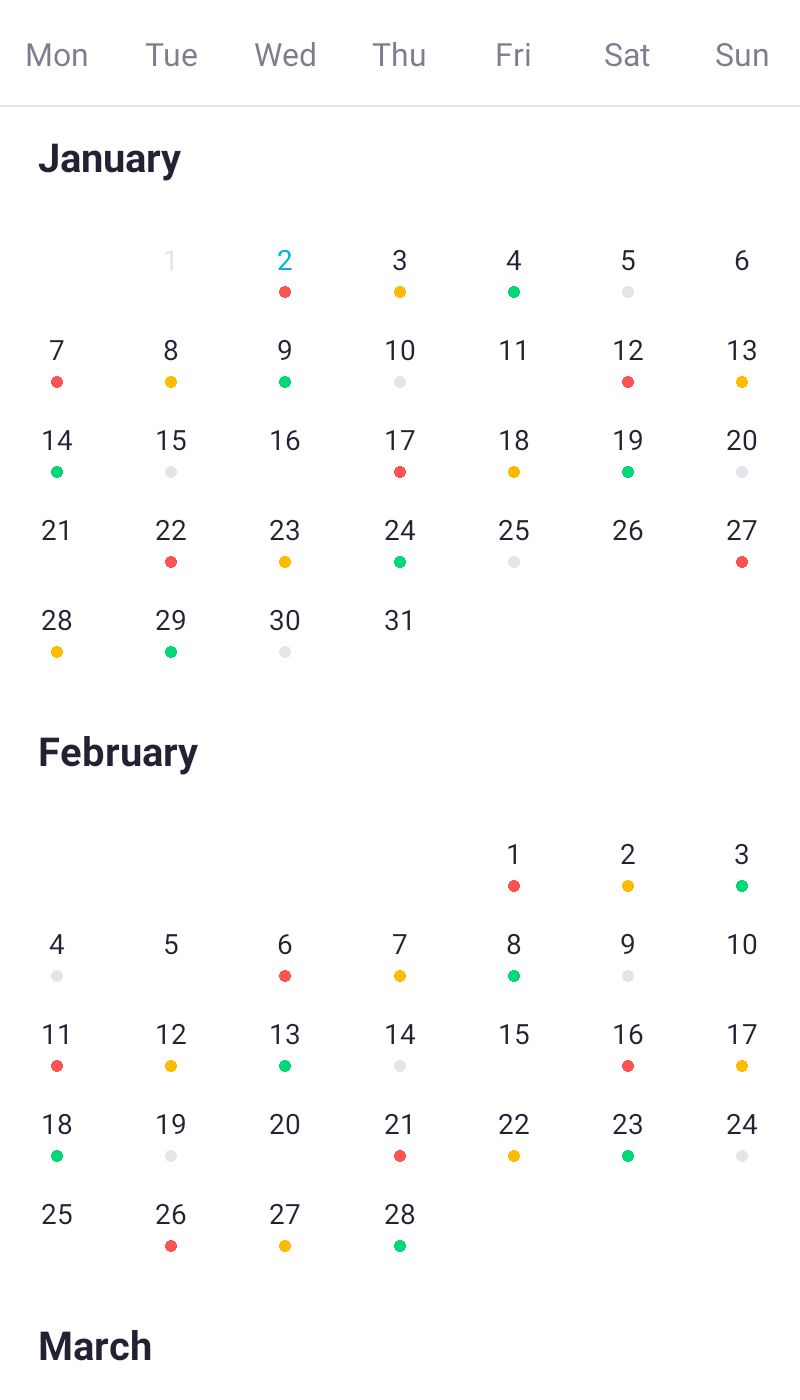 Mon Tue Wed Thu Fri Sat Sun
January
1 2 3 4 5 6
7 8 9 10 11 12 13
14 15 16 17 18 19 20
21 22 23 24 25 26 27
28 29 30 31
February
1 2 3
4 5 6 7 8 9 10
11 12 13 14 15 16 17
18 19 20 21 22 23 24
25 26 27 28
March